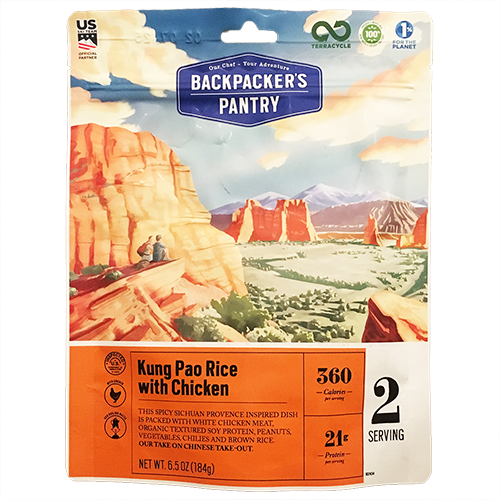 US
SKI TEAM
OFFICIAL
PARTNER
TERRACYCLE
100%
1%
FOR THE
PLANET
Our Chef - Your Adventure
BACKPACKER'S
PANTRY
Kung Pao Rice
with Chicken
THIS SPICY SICHUAN PROVENCE INSPIRED DISH
IS PACKED WITH WHITE CHICKEN MEAT,
ORGANIC TEXTURED SOY PROTEIN, PEANUTS,
VEGETABLES, CHILIES AND BROWN RICE.
OUR TAKE ON CHINESE TAKE-OUT.
NET WT. 6.5 OZ (184g)
360
Calories
per serving
21g
Protein
per serving
2
SERVING